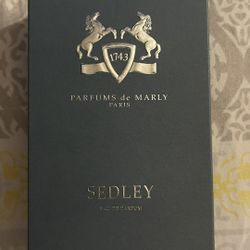 1743
PARFUMS de MARLY
PARIS
SEDLEY
EAU DE PARFUM